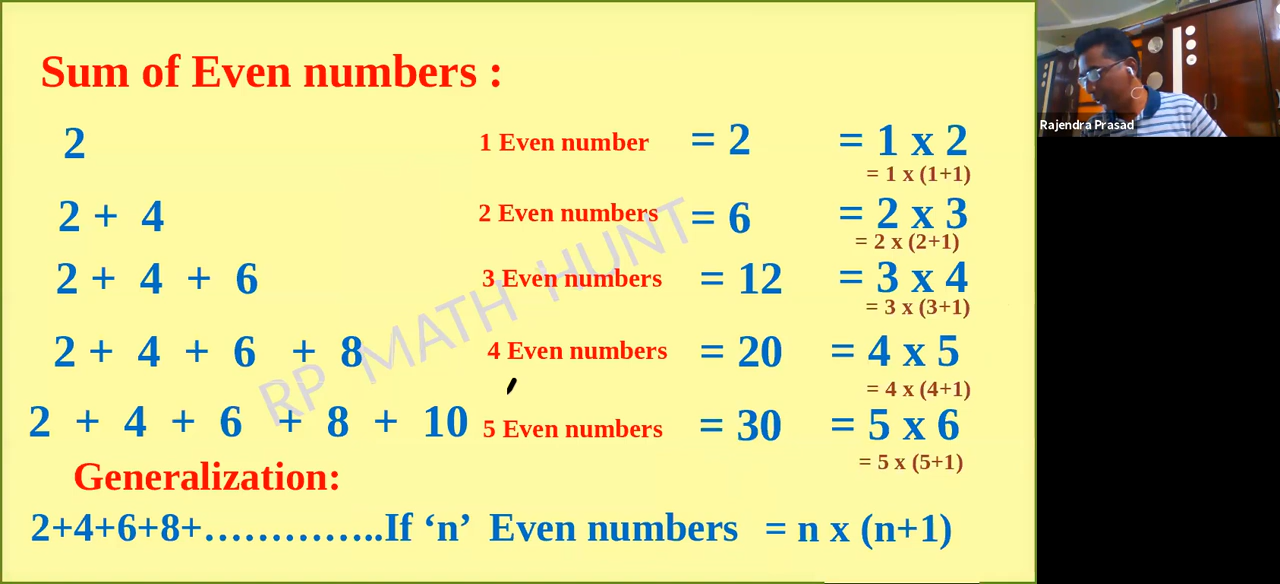 Sum of Even numbers :
2 1 Even number = 2 = 1 x 2
= 1 x (1+1)
2 + 4 2 Even numbers = 6 = 2 x 3
= 2 x (2+1)
2 + 4 + 6 3 Even numbers = 12 = 3 x 4
= 3 x (3+1)
2 + 4 + 6 + 8 4 Even numbers = 20 = 4 x 5
= 4 x (4+1)
2 + 4 + 6 + 8 + 10 5 Even numbers = 30 = 5 x 6
= 5 x (5+1)
Generalization:
2+4+6+8+…………..If ‘n’ Even numbers = n x (n+1)
RP MATH HUNT
Rajendra Prasad